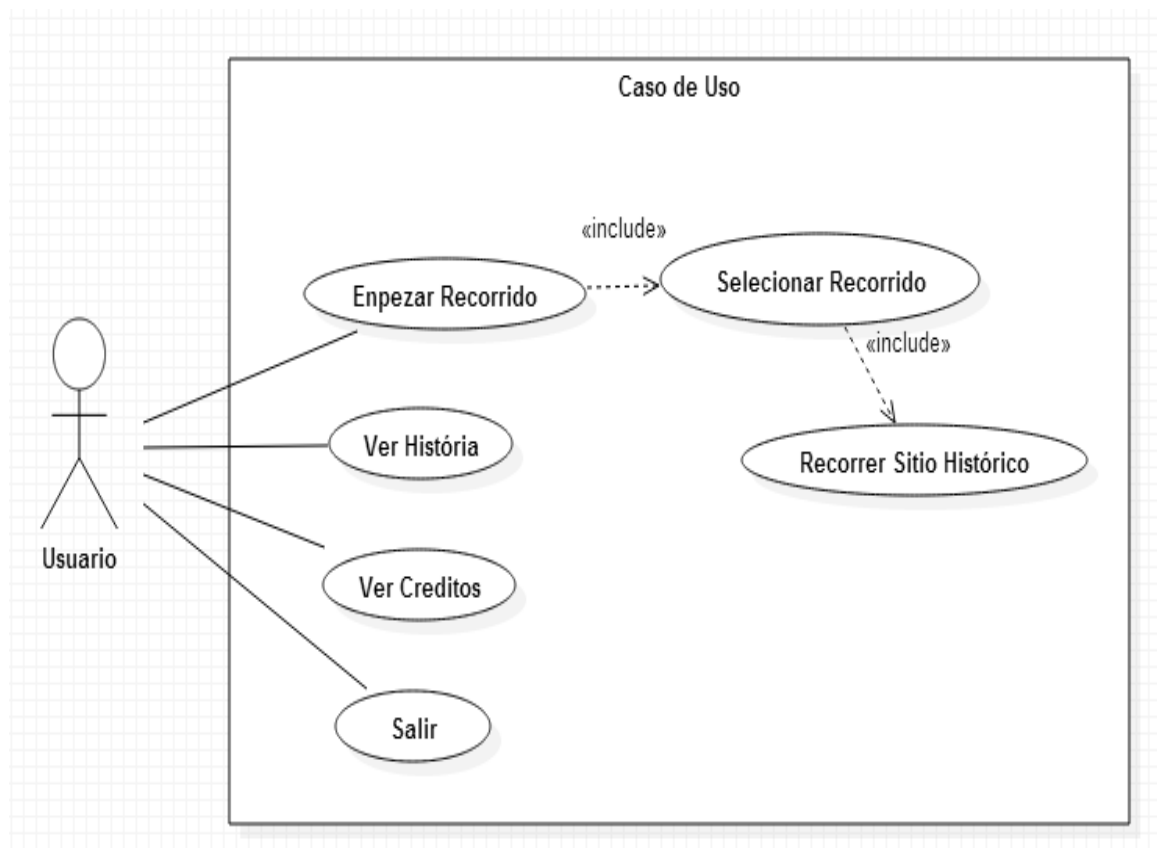 Caso de Uso
«include»
Enpezar Recorrido
Selecionar Recorrido
«include»
Ver História
Recorrer Sitio Histórico
Usuario
Ver Creditos
Salir